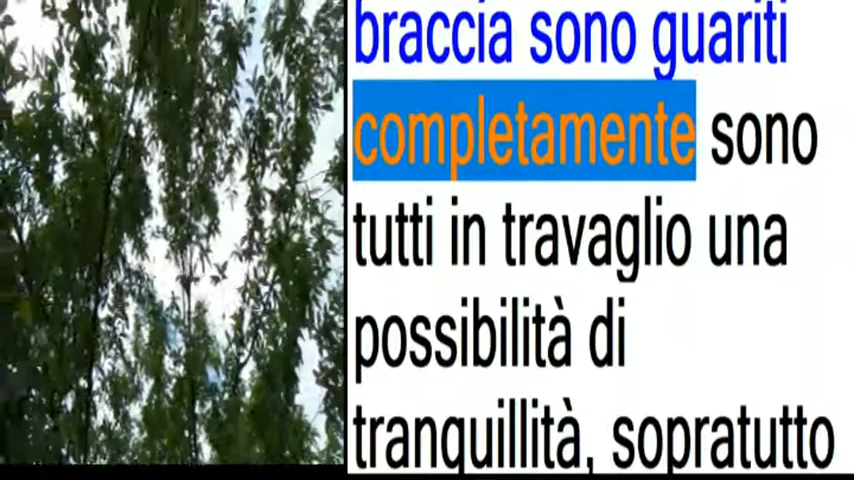 braccia sono guariti
completamente sono
tutti in travaglio una
possibilità di
tranquillità, sopratutto